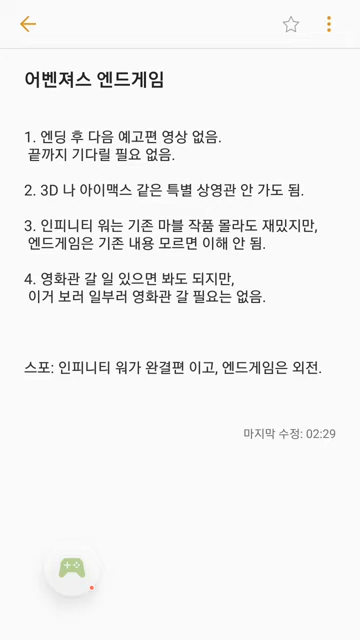 어벤져스 엔드게임
1. 엔딩 후 다음 예고편 영상 없음.
끝까지 기다릴 필요 없음.
2. 3D 나 아이맥스 같은 특별 상영관 안 가도 됨.
3. 인피니티 워는 기존 마블 작품 몰라도 재밌지만,
엔드게임은 기존 내용 모르면 이해 안 됨.
4. 영화관 갈 일 있으면 봐도 되지만,
이거 보러 일부러 영화관 갈 필요는 없음.
스포: 인피니티 워가 완결편 이고, 엔드게임은 외전.
마지막 수정: 02:29